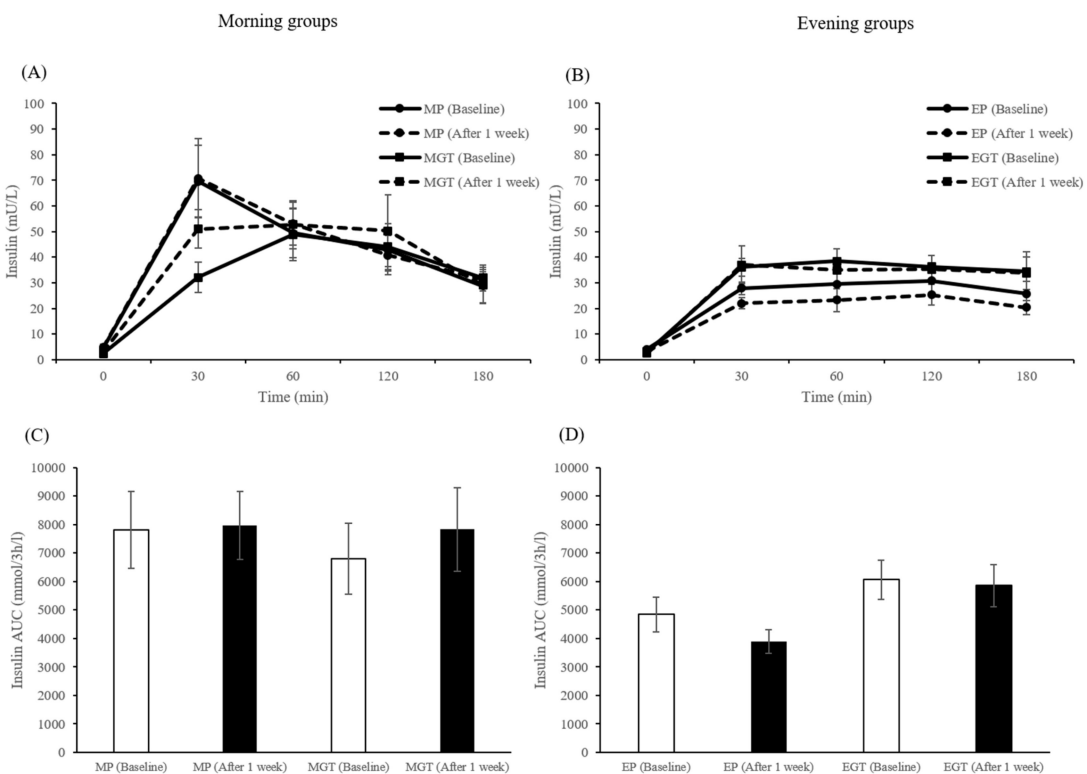 Morning groups
Evening groups
(A)
(B)
100
90
80
70
60
50
40
30
20
10
0
Insulin (mU/L)
MP (Baseline)
MP (After 1 week)
MGT (Baseline)
MGT (After 1 week)
0 30 60 120 180
Time (min)
100
90
80
70
60
50
40
30
20
10
0
Insulin (mU/L)
EP (Baseline)
EP (After 1 week)
EGT (Baseline)
EGT (After 1 week)
0 30 60 120 180
Time (min)
(C)
(D)
10000
9000
8000
7000
6000
5000
4000
3000
2000
1000
0
Insulin AUC (mmol/3h/l)
MP (Baseline) MP (After 1 week) MGT (Baseline) MGT (After 1 week)
10000
9000
8000
7000
6000
5000
4000
3000
2000
1000
0
Insulin AUC (mmol/3h/l)
EP (Baseline) EP (After 1 week) EGT (Baseline) EGT (After 1 week)